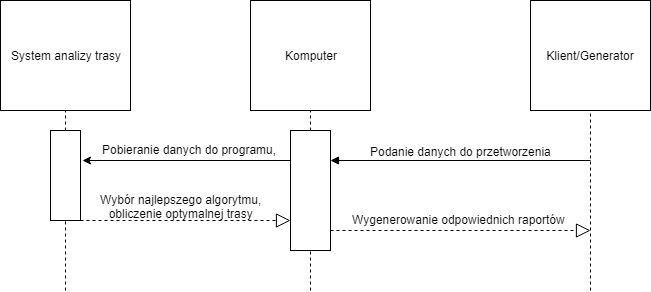 System analizy trasy
Komputer
Klient/Generator
Pobieranie danych do programu,
Podanie danych do przetworzenia
Wybór najlepszego algorytmu,
obliczenie optymalnej trasy
Wygenerowanie odpowiednich raportów